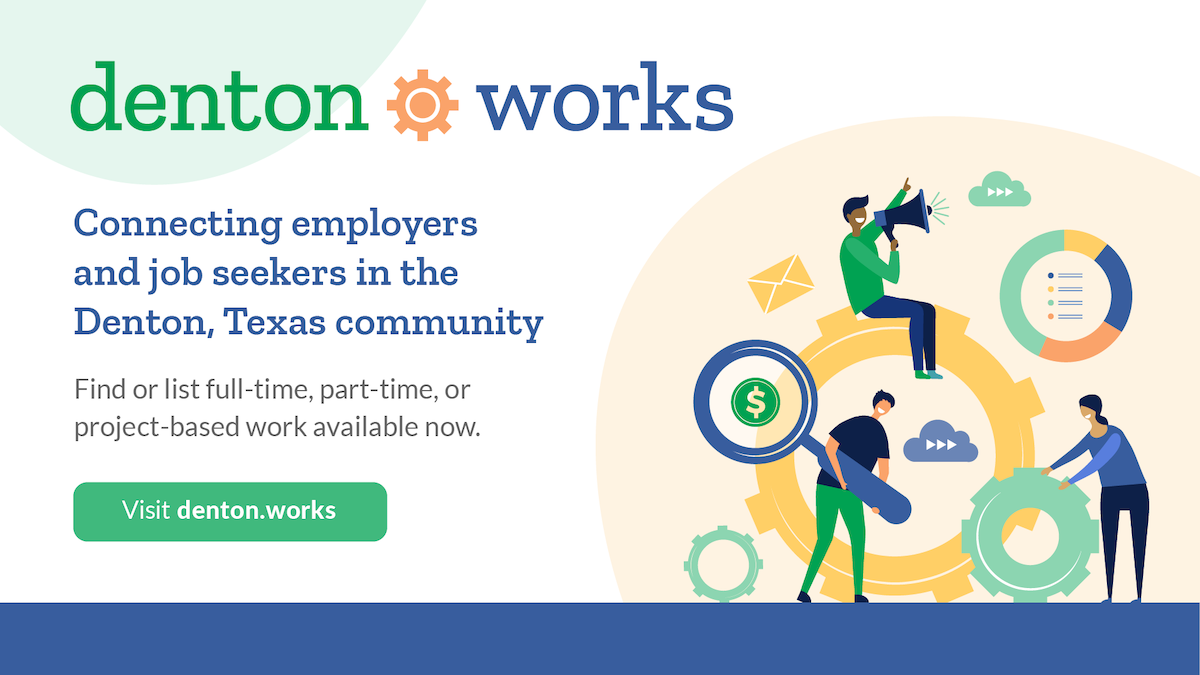 denton works
Connecting employers
and job seekers in the
Denton, Texas community
Find or list full-time, part-time, or
project-based work available now.
Visit denton.works
$